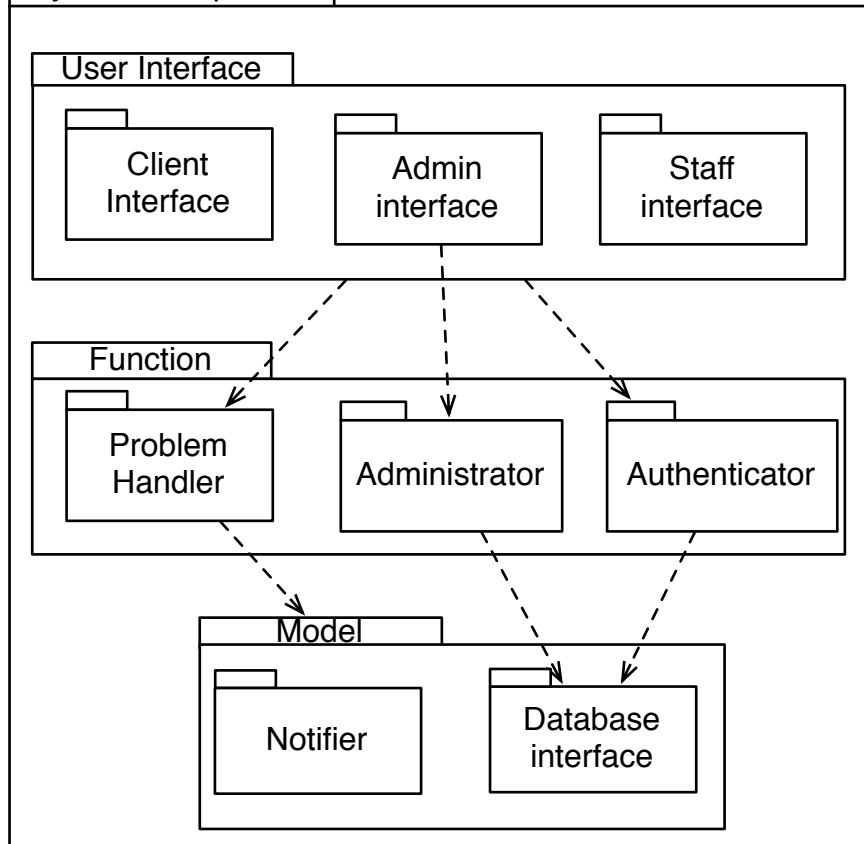 User Interface
Client
Interface
Admin
interface
Staff
interface
Function
Problem
Handler
Administrator
Authenticator
Model
Notifier
Database
interface